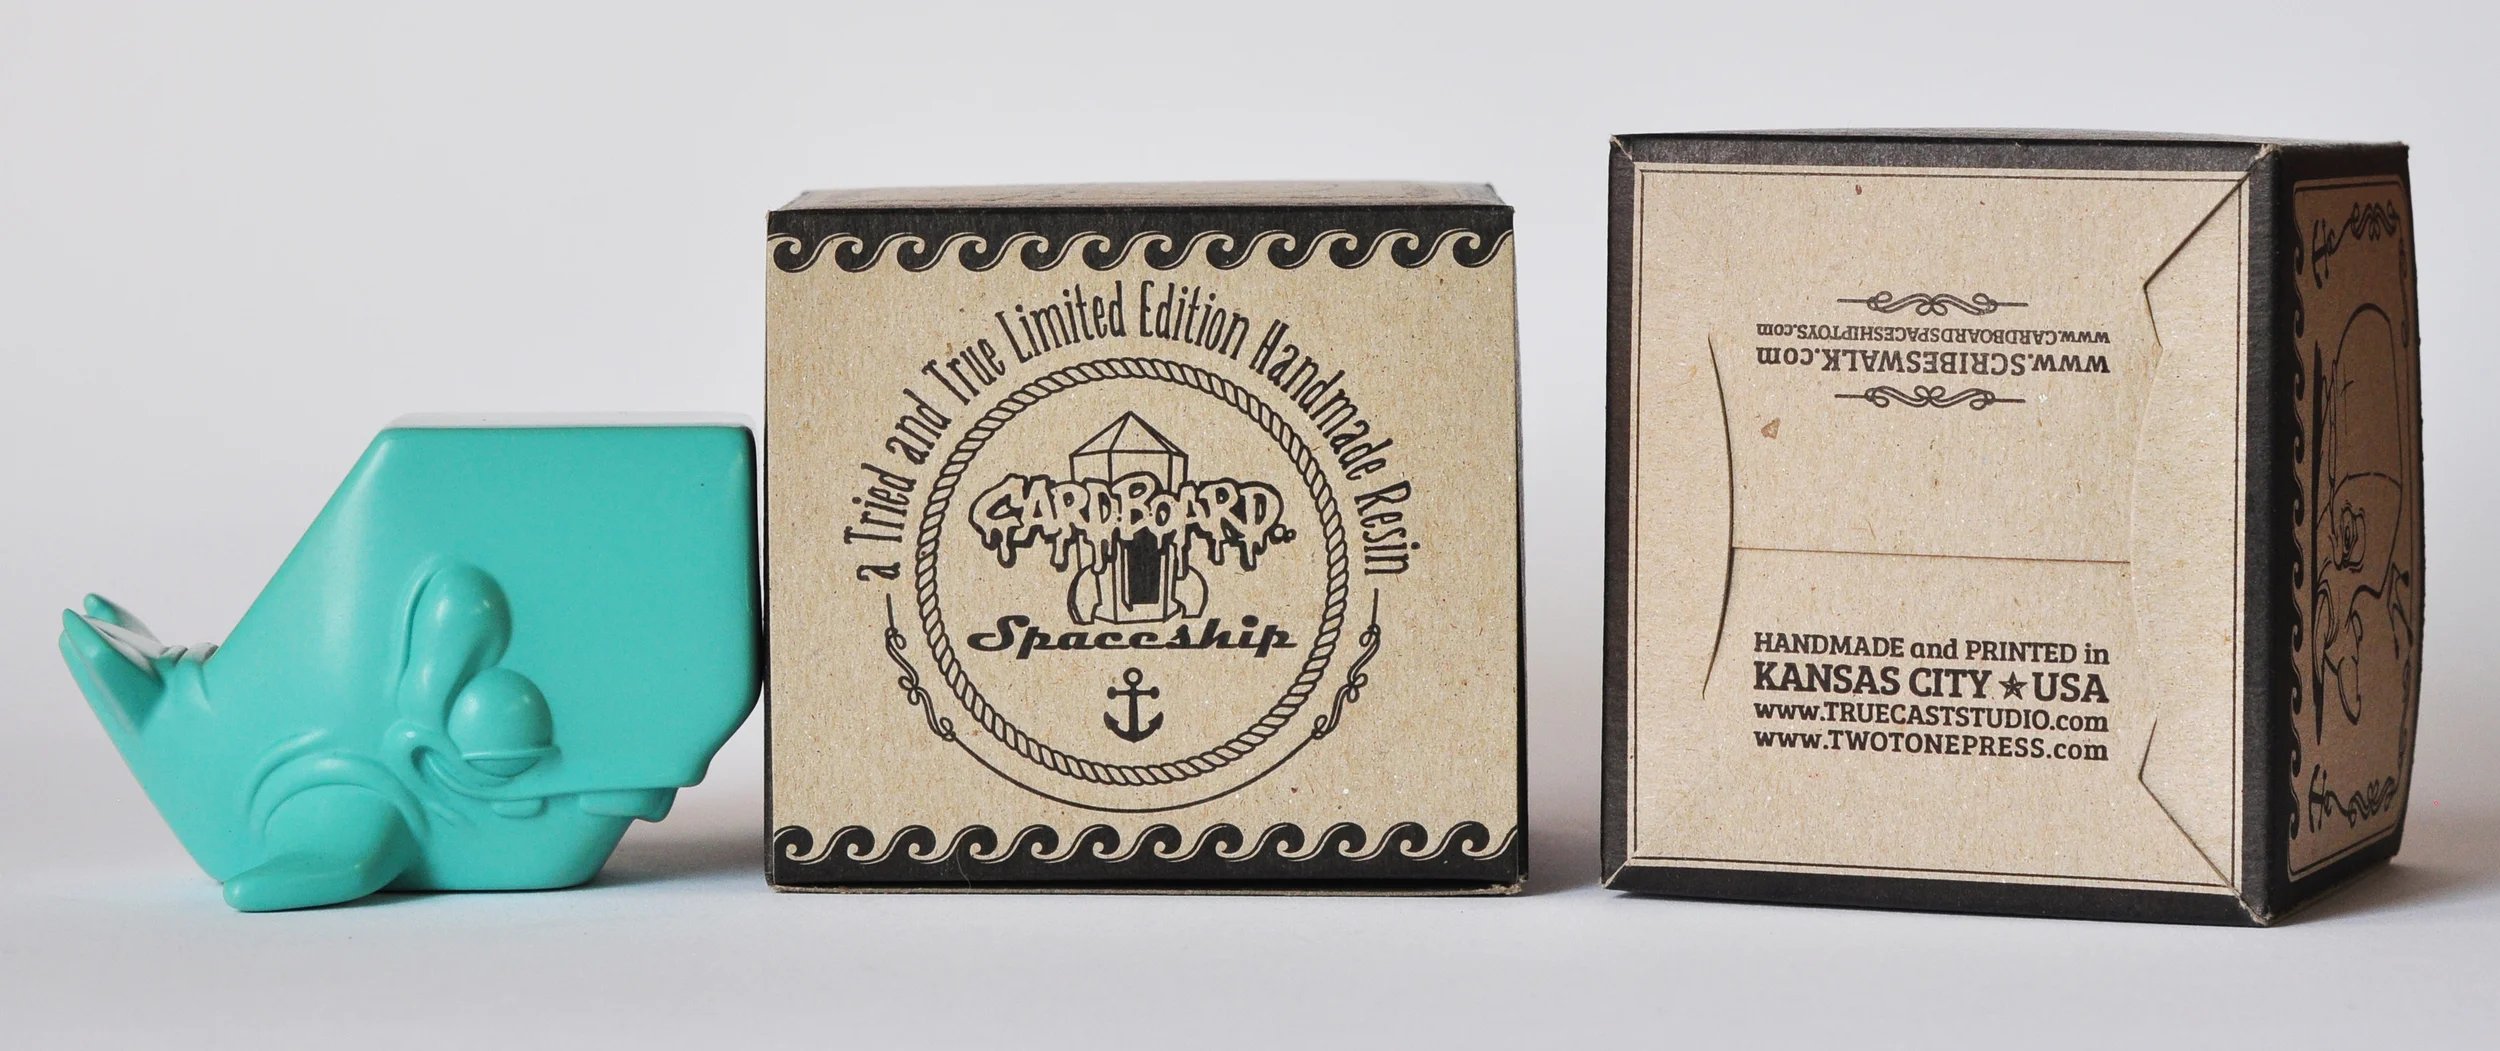 a Tried and True Limited Edition Handmade Resin
CARDBOARD
Spaceship
www.SCRIBESWALK.com
www.CARDBOARDSPACESHIPTOYS.com
HANDMADE and PRINTED in
KANSAS CITY ★ USA
www.TRUECASTSTUDIO.com
www.TWOTONEPRESS.com